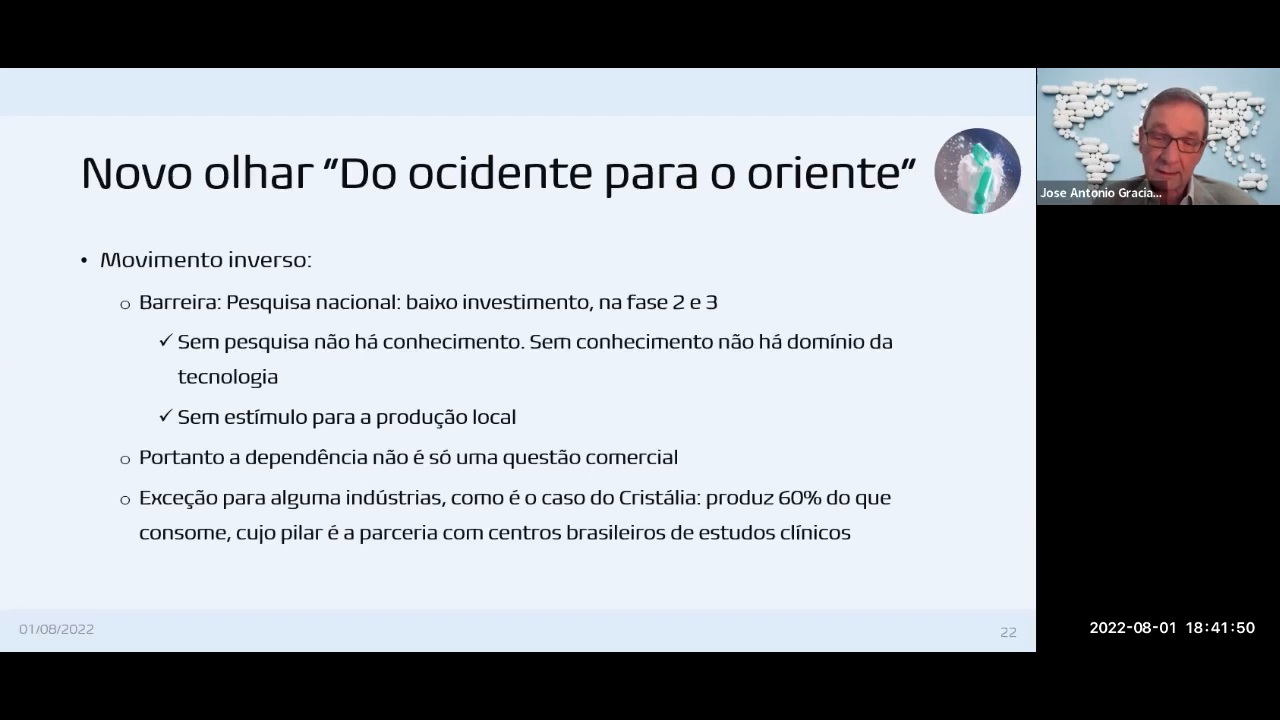 Novo olhar "Do ocidente para o oriente"
• Movimento inverso:
o Barreira: Pesquisa nacional: baixo investimento, na fase 2 e 3
✓ Sem pesquisa não há conhecimento. Sem conhecimento não há domínio da
tecnologia
✓ Sem estímulo para a produção local
o Portanto a dependência não é só uma questão comercial
o Exceção para alguma indústrias, como é o caso do Cristália: produz 60% do que
consome, cujo pilar é a parceria com centros brasileiros de estudos clínicos
01/08/2022
22
Jose Antonio Gracia...
2022-08-01 18:41:50